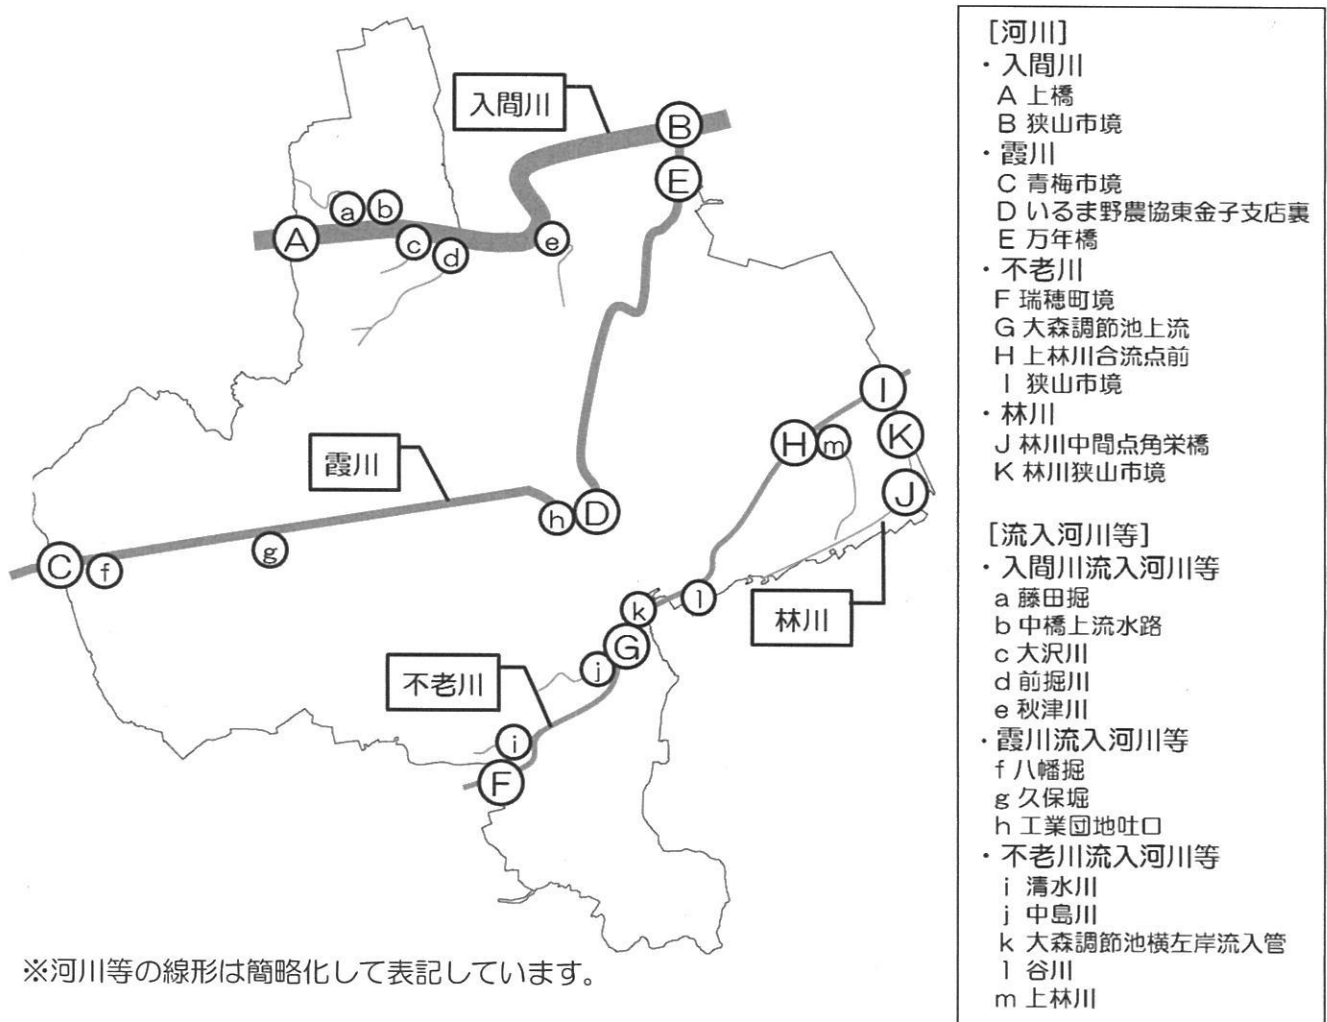 入間川
B
E
a
b
A
c
d
e
I
H
m
K
霞川
J
h
D
g
C
f
l
k
林川
G
j
不老川
i
F
※河川等の線形は簡略化して表記しています。
[河川]
・入間川
A 上橋
B 狭山市境
・霞川
C 青梅市境
D いるま野農協東金子支店裏
E 万年橋
・不老川
F 瑞穂町境
G 大森調節池上流
H 上林川合流点前
I 狭山市境
・林川
J 林川中間点角栄橋
K 林川狭山市境
[流入河川等]
・入間川流入河川等
a 藤田堀
b 中橋上流水路
c 大沢川
d 前堀川
e 秋津川
・霞川流入河川等
f 八幡堀
g 久保堀
h 工業団地吐口
・不老川流入河川等
i 清水川
j 中島川
k 大森調節池横左岸流入管
l 谷川
m 上林川